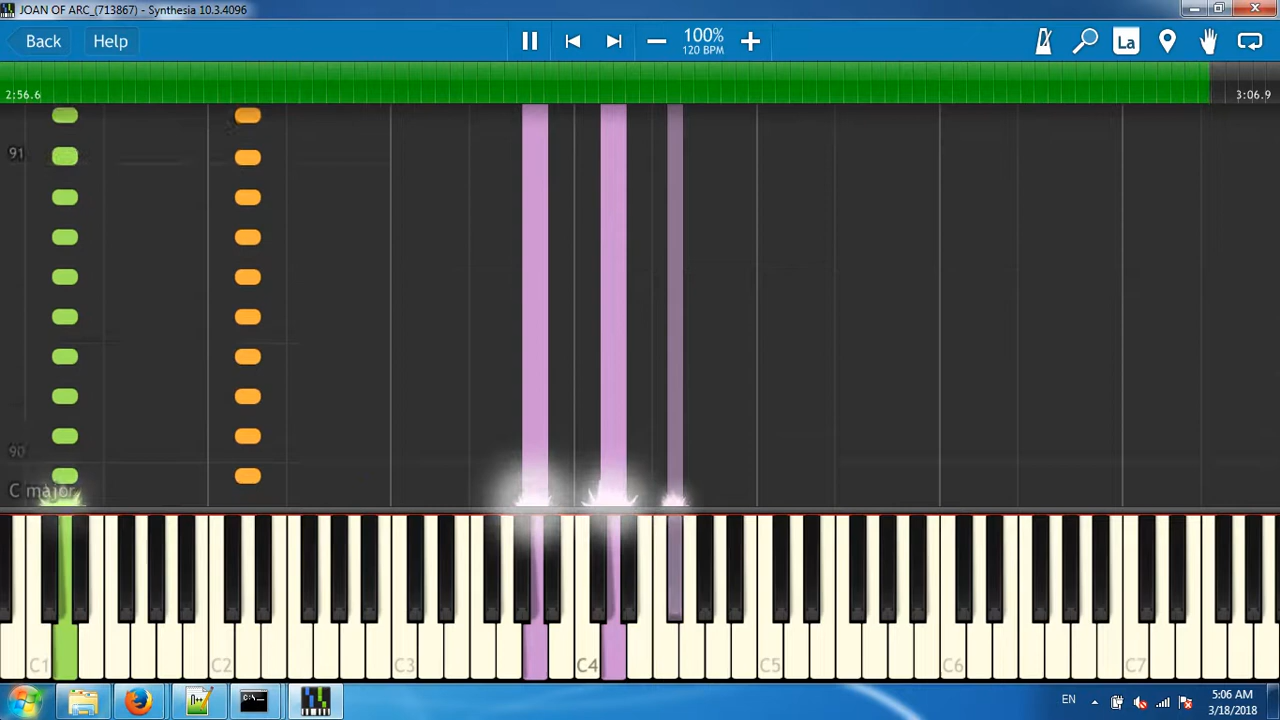 JOAN OF ARC_(713867) - Synthesia 10.3.4096
Back
Help
100%
120 BPM
La
2:56.6
3:06.9
91
90
C major
C1
C2
C3
C4
C5
C6
C7
EN
5:06 AM
3/18/2018